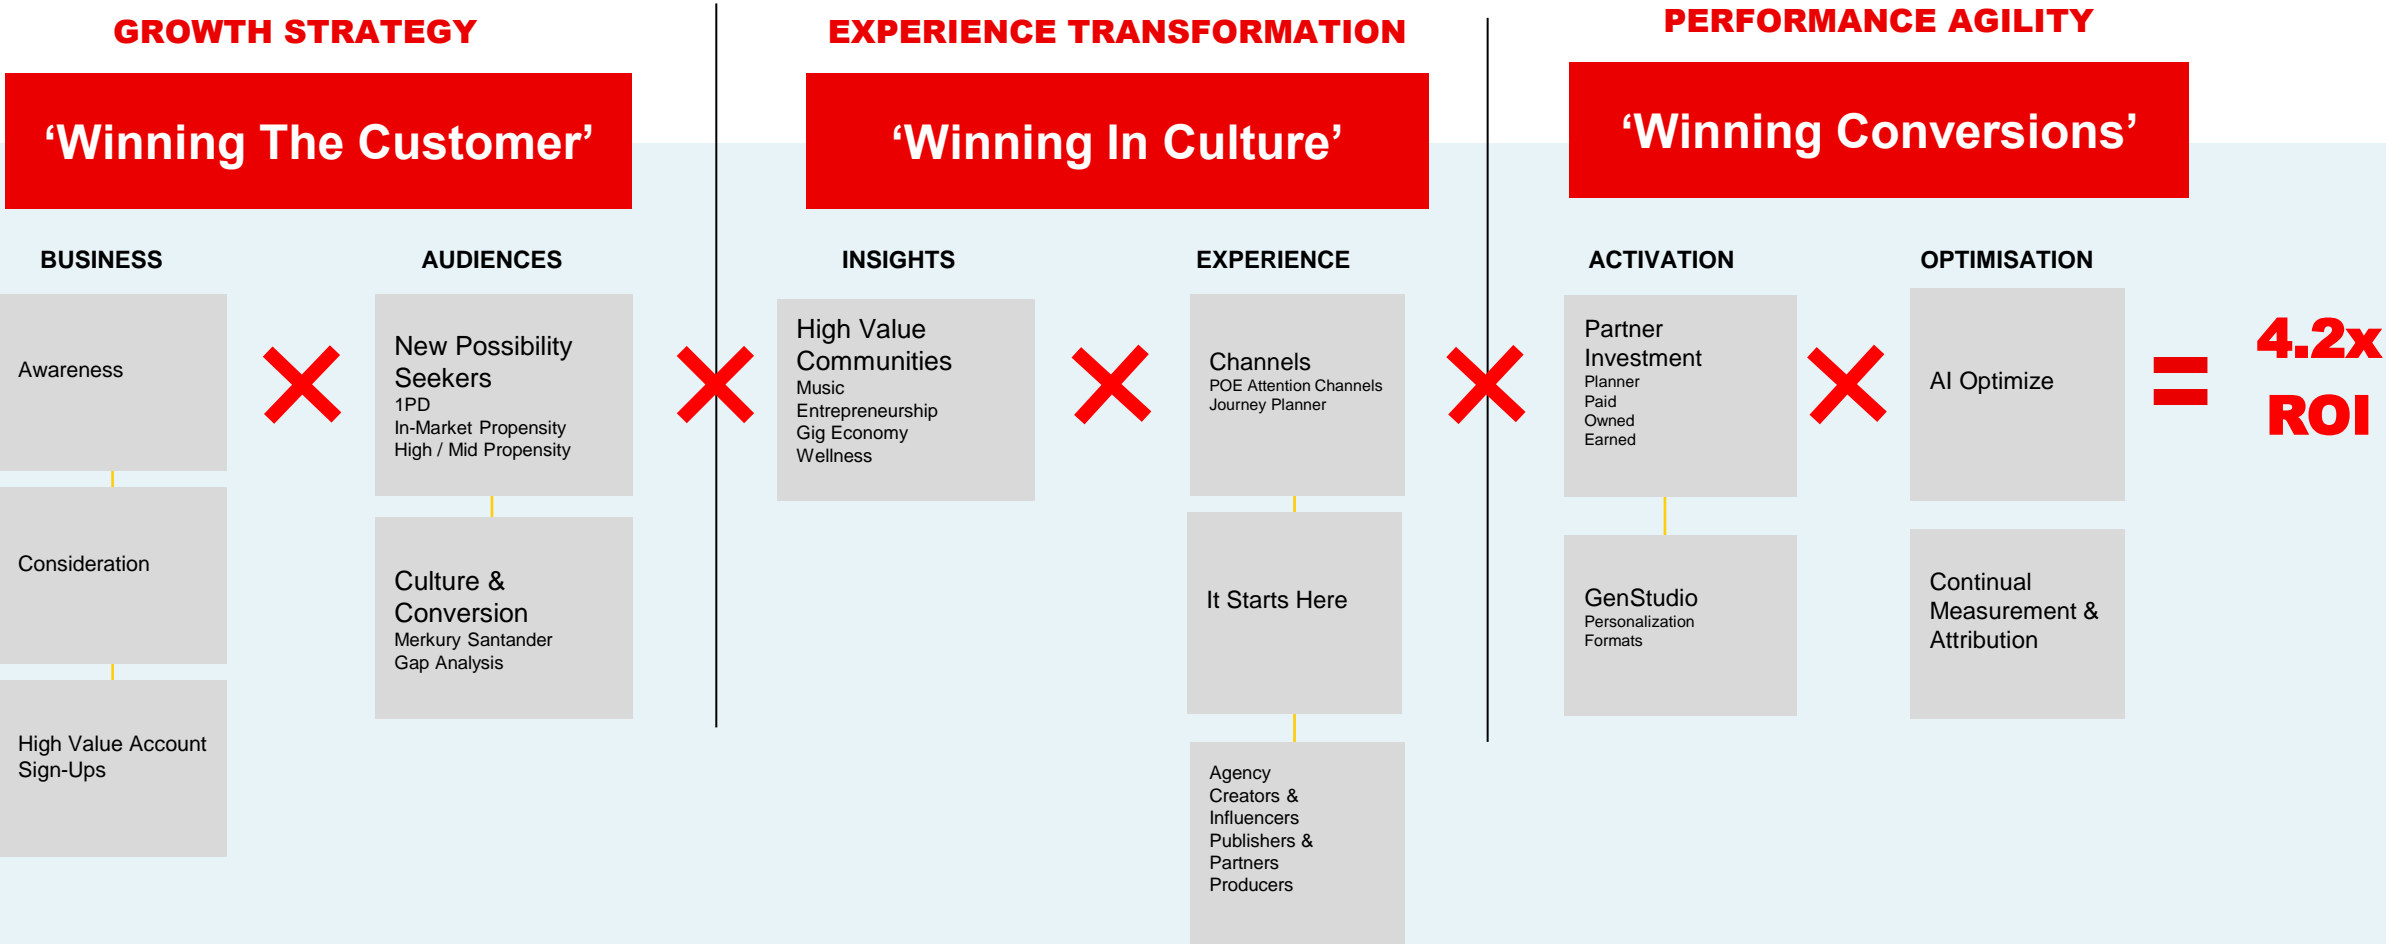 GROWTH STRATEGY
‘Winning The Customer’
BUSINESS
Awareness
Consideration
High Value Account
Sign-Ups
AUDIENCES
New Possibility
Seekers
1PD
In-Market Propensity
High / Mid Propensity
Culture &
Conversion
Merkury Santander
Gap Analysis
EXPERIENCE TRANSFORMATION
‘Winning In Culture’
INSIGHTS
High Value
Communities
Music
Entrepreneurship
Gig Economy
Wellness
EXPERIENCE
Channels
POE Attention Channels
Journey Planner
It Starts Here
Agency
Creators &
Influencers
Publishers &
Partners
Producers
PERFORMANCE AGILITY
‘Winning Conversions’
ACTIVATION
Partner
Investment
Planner
Paid
Owned
Earned
GenStudio
Personalization
Formats
OPTIMISATION
AI Optimize
Continual
Measurement &
Attribution
=
4.2x
ROI